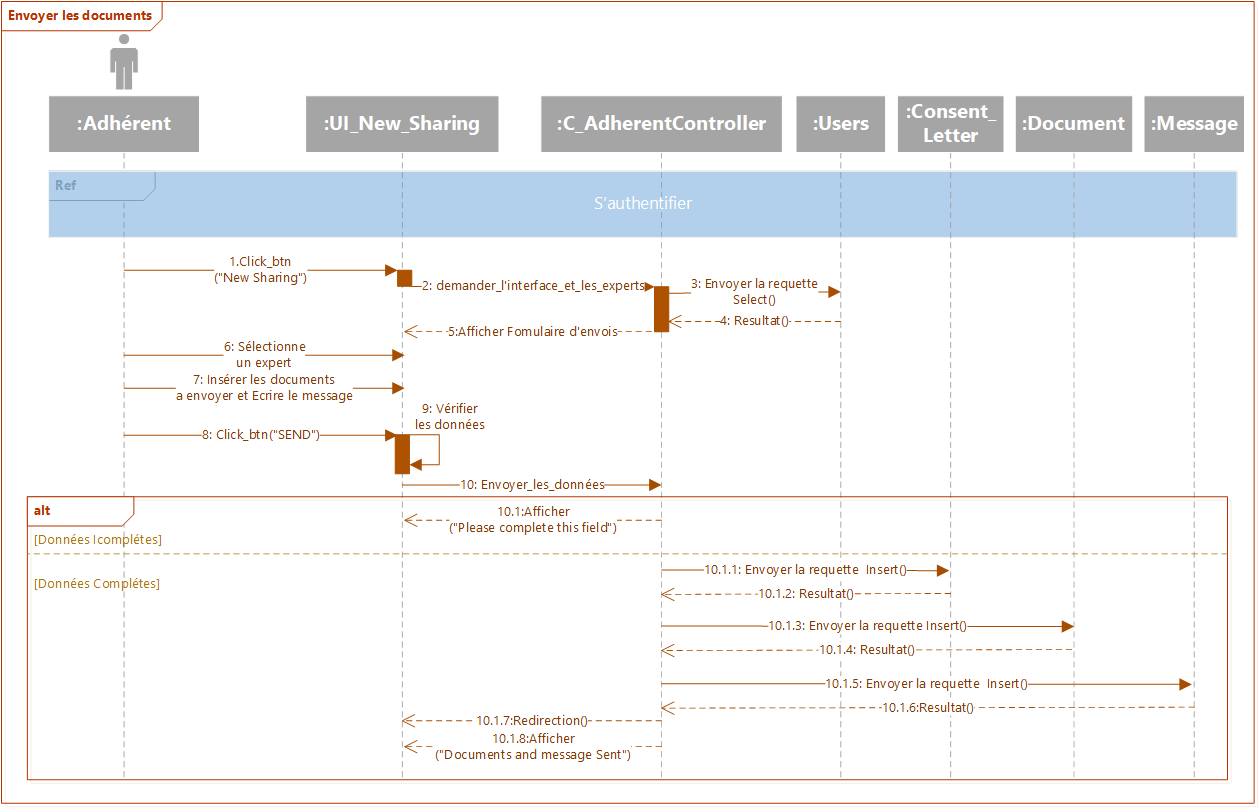 Envoyer les documents
:Adhérent
:UI_New_Sharing
:C_AdherentController
:Users
:Consent_
Letter
:Document
:Message
Ref
S'authentifier
1.Click_btn
("New Sharing")
2: demander_l'interface_et_les_experts
3: Envoyer la requette
Select()
4: Resultat()
5:Afficher Fomulaire d'envois
6: Sélectionne
un expert
7: Insérer les documents
a envoyer et Ecrire le message
8: Click_btn("SEND")
9: Vérifier
les données
10: Envoyer_les_données
alt
10.1:Afficher
("Please complete this field")
[Données Icomplétes]
[Données Complétes]
10.1.1: Envoyer la requette  Insert()
10.1.2: Resultat()
10.1.3: Envoyer la requette Insert()
10.1.4: Resultat()
10.1.5: Envoyer la requette  Insert()
10.1.6:Resultat()
10.1.7:Redirection()
10.1.8:Afficher
("Documents and message Sent")